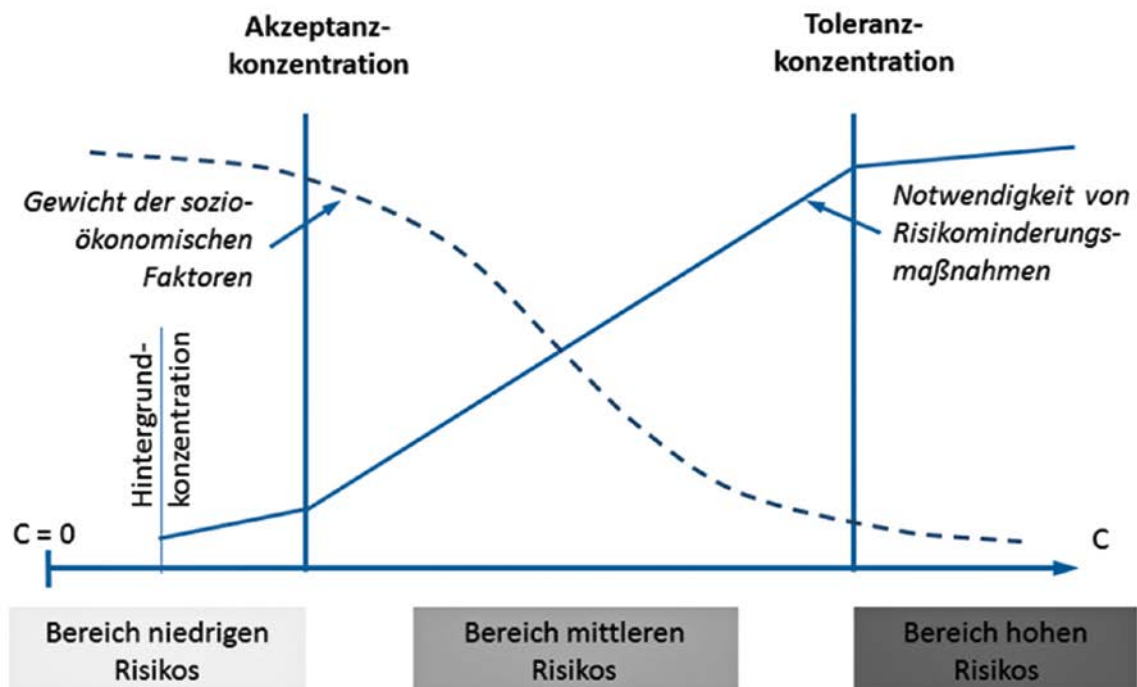 Akzeptanz-
konzentration
Toleranz-
konzentration
Gewicht der sozio-
ökonomischen
Faktoren
Notwendigkeit von
Risikominderungs-
maßnahmen
Hintergrund-
konzentration
C = 0
C
Bereich niedrigen
Risikos
Bereich mittleren
Risikos
Bereich hohen
Risikos